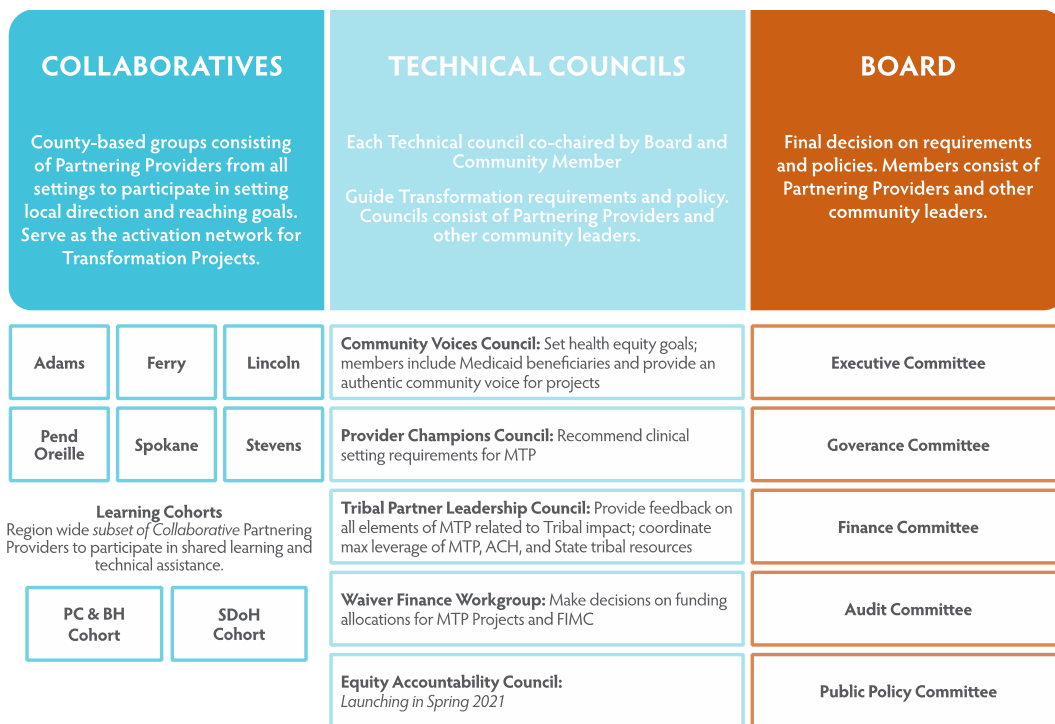 COLLABORATIVES
County-based groups consisting
of Partnering Providers from all
settings to participate in setting
local direction and reaching goals.
Serve as the activation network for
Transformation Projects.
TECHNICAL COUNCILS
Each Technical council co-chaired by Board and
Community Member
Guide Transformation requirements and policy.
Councils consist of Partnering Providers and
other community leaders.
BOARD
Final decision on requirements
and policies. Members consist of
Partnering Providers and other
community leaders.
Adams
Ferry
Lincoln
Pend
Oreille
Spokane
Stevens
Learning Cohorts
Region wide subset of Collaborative Partnering
Providers to participate in shared learning and
technical assistance.
PC & BH
Cohort
SDoH
Cohort
Community Voices Council: Set health equity goals;
members include Medicaid beneficiaries and provide an
authentic community voice for projects
Provider Champions Council: Recommend clinical
setting requirements for MTP
Tribal Partner Leadership Council: Provide feedback on
all elements of MTP related to Tribal impact; coordinate
max leverage of MTP, ACH, and State tribal resources
Waiver Finance Workgroup: Make decisions on funding
allocations for MTP Projects and FIMC
Equity Accountability Council:
Launching in Spring 2021
Executive Committee
Goverance Committee
Finance Committee
Audit Committee
Public Policy Committee